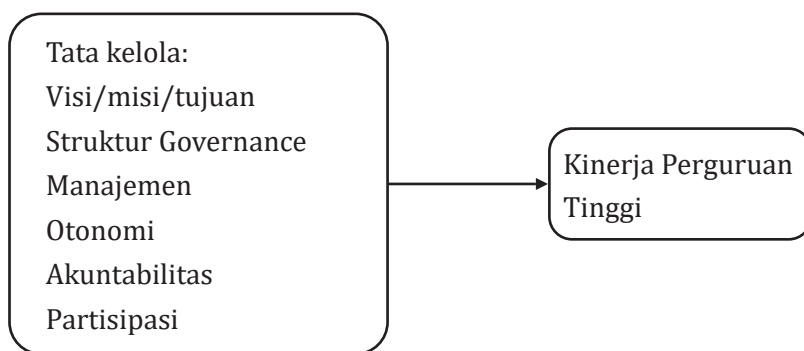 Tata kelola:
Visi/misi/tujuan
Struktur Governance
Manajemen
Otonomi
Akuntabilitas
Partisipasi
Kinerja Perguruan
Tinggi